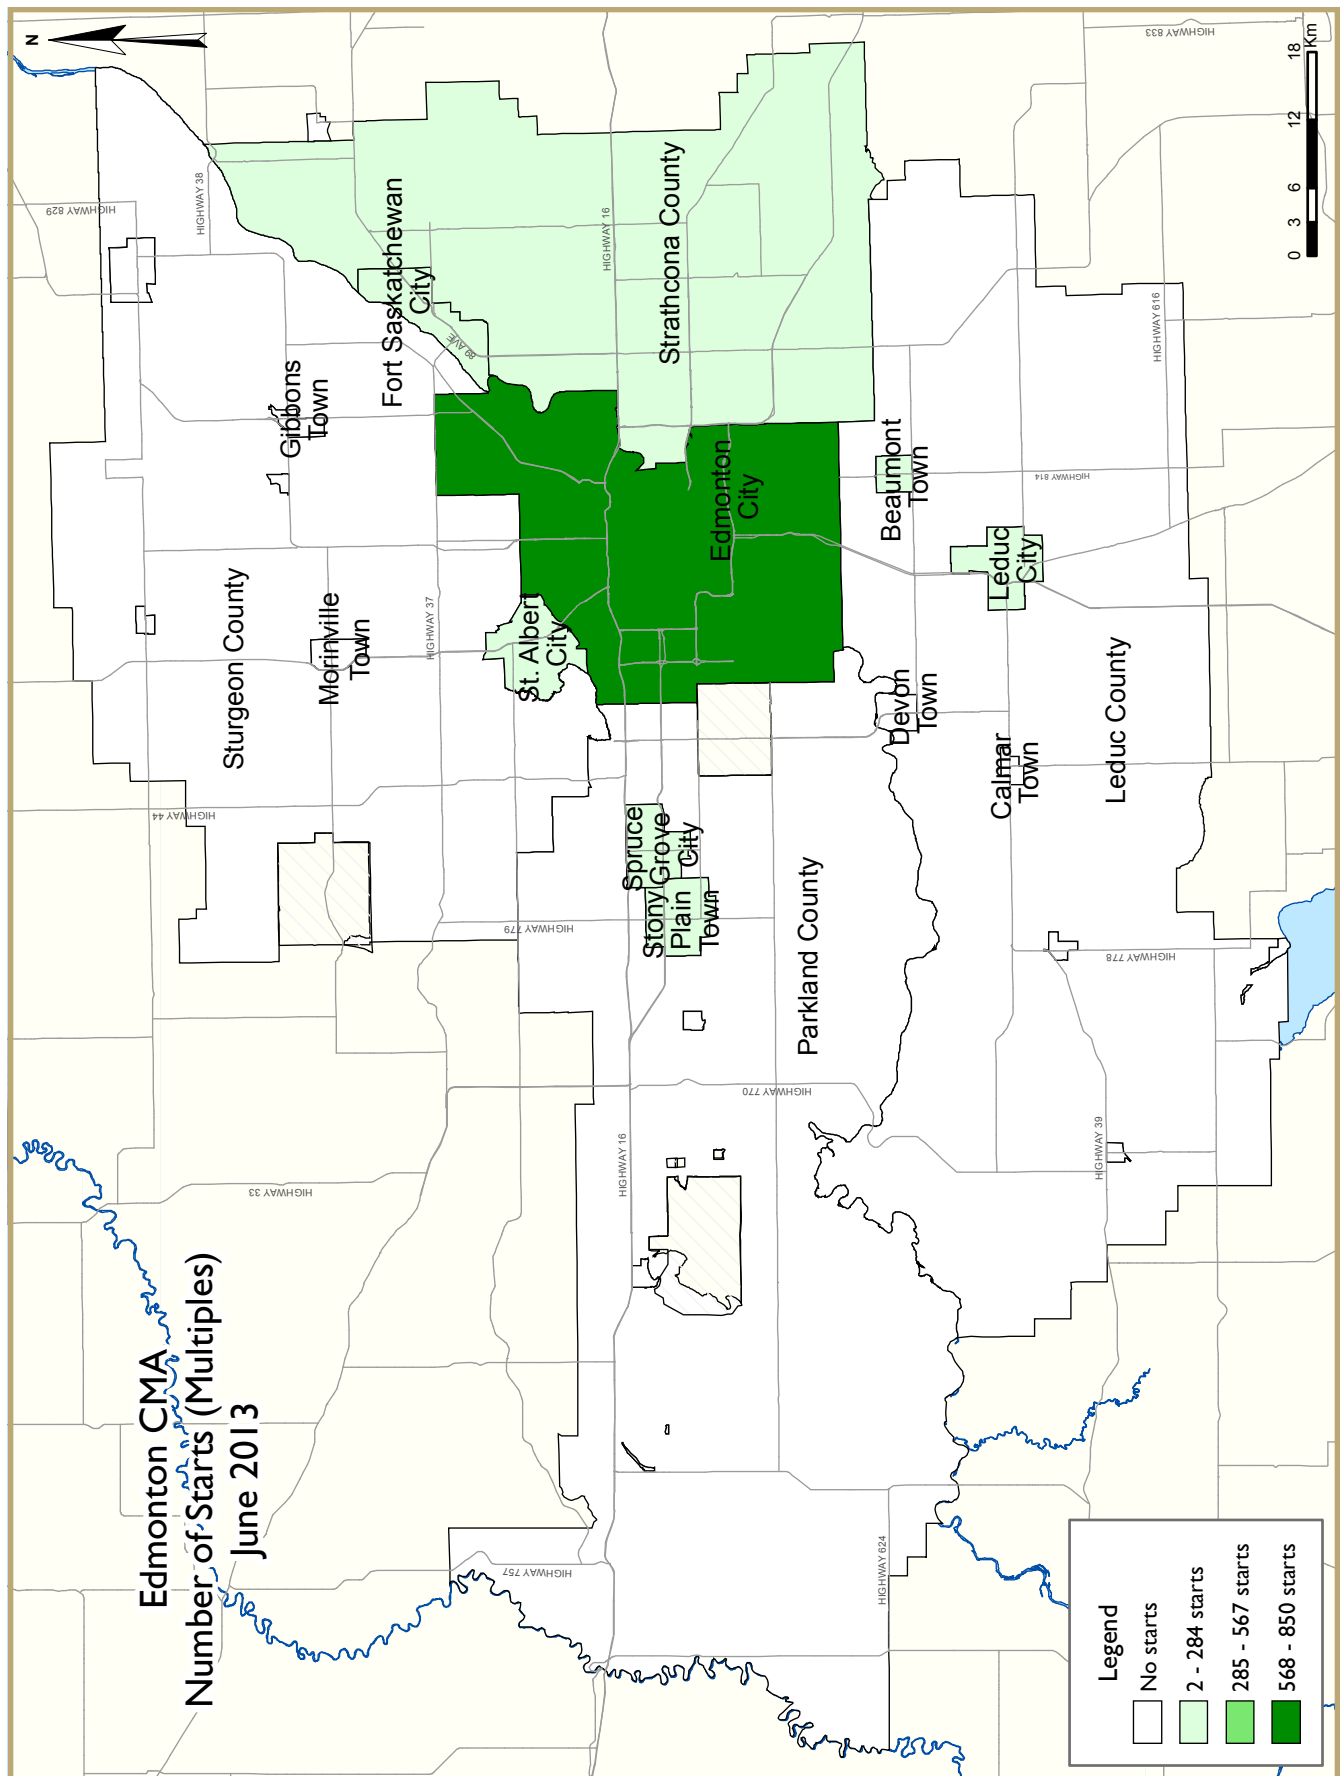 Edmonton CMA
Number of Starts (Multiples)
June 2013
N
HIGHWAY 829
HIGHWAY 38
HIGHWAY 833
Gibbons
Town
Fort Saskatchewan
City
89 AVE
HIGHWAY 16
Strathcona County
Sturgeon County
Morinville
Town
HIGHWAY 37
St. Albert
City
Edmonton
City
Beaumont
Town
HIGHWAY 814
HIGHWAY 616
Leduc
City
HIGHWAY 44
HIGHWAY 779
Spruce
Grove
City
Stony
Plain
Town
Devon
Town
Calmar
Town
Leduc County
Parkland County
HIGHWAY 778
HIGHWAY 770
HIGHWAY 33
HIGHWAY 16
HIGHWAY 39
HIGHWAY 757
HIGHWAY 624
Legend
No starts
2 - 284 starts
285 - 567 starts
568 - 850 starts
0 3 6 12 18
Km